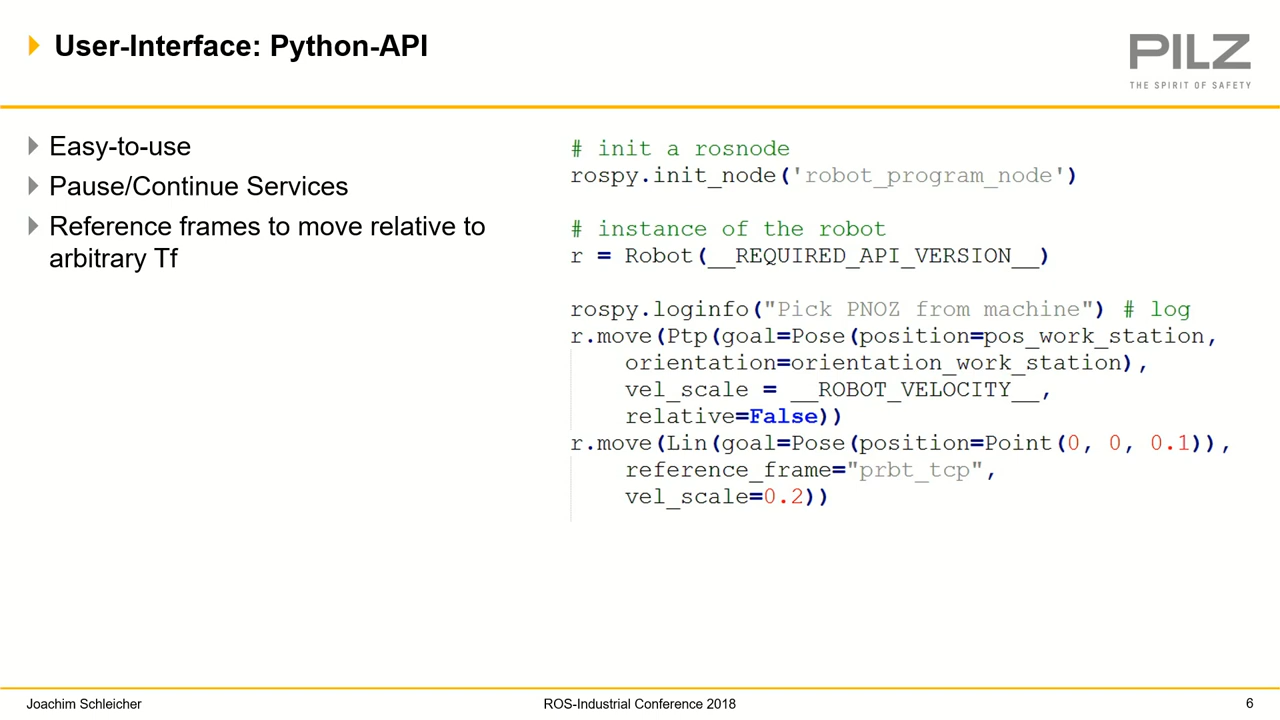 User-Interface: Python-API
PILZ
THE SPIRIT OF SAFETY
Easy-to-use
Pause/Continue Services
Reference frames to move relative to
arbitrary Tf
# init a rosnode
rospy.init_node('robot_program_node')
# instance of the robot
r = Robot(__REQUIRED_API_VERSION__)
rospy.loginfo("Pick PNOZ from machine") # log
r.move(Ptp(goal=Pose(position=pos_work_station,
orientation=orientation_work_station),
vel_scale = __ROBOT_VELOCITY__,
relative=False))
r.move(Lin(goal=Pose(position=Point(0, 0, 0.1)),
reference_frame="prbt_tcp",
vel_scale=0.2))
Joachim Schleicher
ROS-Industrial Conference 2018
6